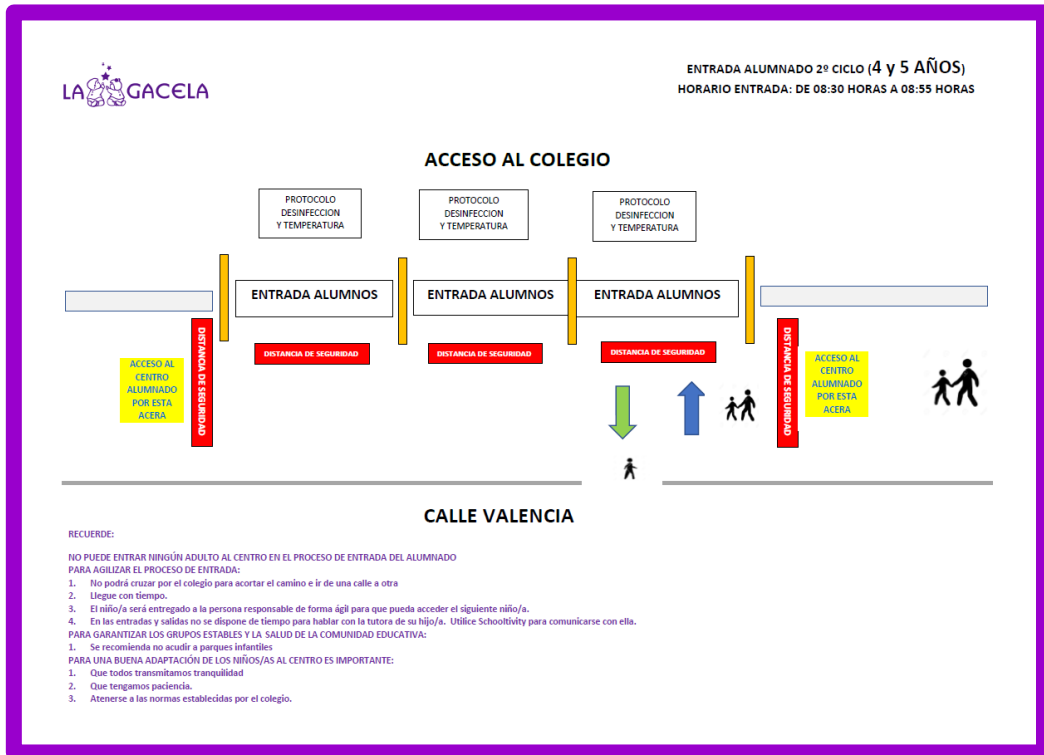 LA GACELA
ENTRADA ALUMNADO 2º CICLO (4 y 5 AÑOS)
HORARIO ENTRADA: DE 08:30 HORAS A 08:55 HORAS
ACCESO AL COLEGIO
PROTOCOLO
DESINFECCION
Y TEMPERATURA
PROTOCOLO
DESINFECCION
Y TEMPERATURA
PROTOCOLO
DESINFECCION
Y TEMPERATURA
ENTRADA ALUMNOS
ENTRADA ALUMNOS
ENTRADA ALUMNOS
DISTANCIA DE SEGURIDAD
DISTANCIA DE SEGURIDAD
DISTANCIA DE SEGURIDAD
ACCESO AL
CENTRO
ALUMNADO
POR ESTA
ACERA
DISTANCIA DE SEGURIDAD
DISTANCIA DE SEGURIDAD
ACCESO AL
CENTRO
ALUMNADO
POR ESTA
ACERA
CALLE VALENCIA
RECUERDE:
NO PUEDE ENTRAR NINGÚN ADULTO AL CENTRO EN EL PROCESO DE ENTRADA DEL ALUMNADO
PARA AGILIZAR EL PROCESO DE ENTRADA:
1. No podrá cruzar por el colegio para acortar el camino e ir de una calle a otra
2. Llegue con tiempo.
3. El niño/a será entregado a la persona responsable de forma ágil para que pueda acceder el siguiente niño/a.
4. En las entradas y salidas no se dispone de tiempo para hablar con la tutora de su hijo/a. Utilice Schooltivity para comunicarse con ella.
PARA GARANTIZAR LOS GRUPOS ESTABLES Y LA SALUD DE LA COMUNIDAD EDUCATIVA:
1. Se recomienda no acudir a parques infantiles
PARA UNA BUENA ADAPTACIÓN DE LOS NIÑOS/AS AL CENTRO ES IMPORTANTE:
1. Que todos transmitamos tranquilidad
2. Que tengamos paciencia.
3. Atenerse a las normas establecidas por el colegio.